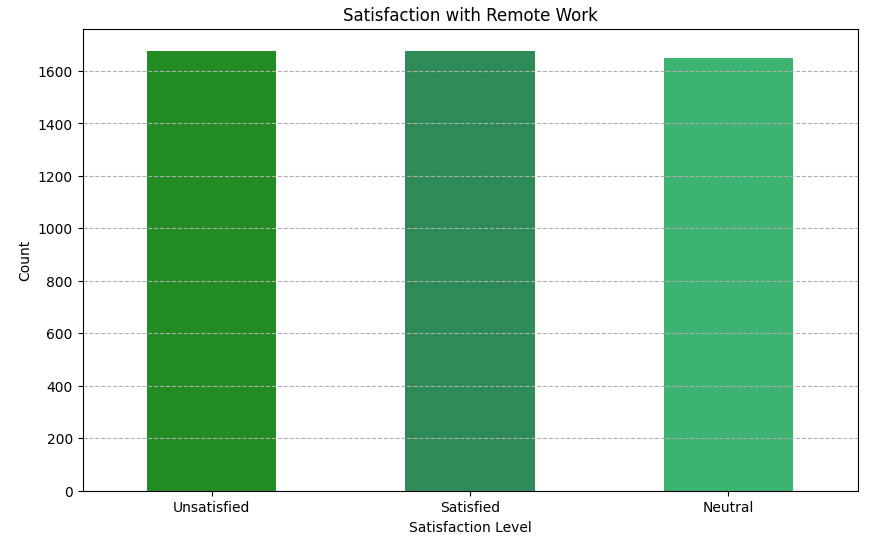 Satisfaction with Remote Work
1600
1400
1200
1000
800
600
400
200
0
Count
Unsatisfied Satisfied Neutral
Satisfaction Level